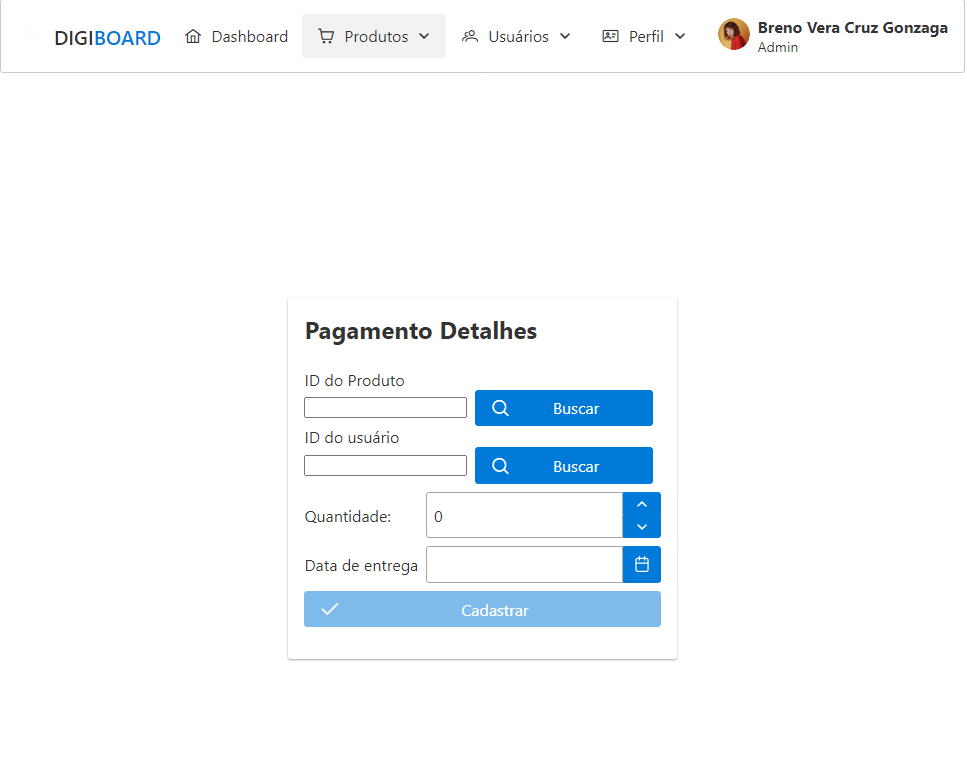 DIGIBOARD Dashboard Produtos Usuários Perfil Breno Vera Cruz Gonzaga
Admin
Pagamento Detalhes
ID do Produto
Buscar
ID do usuário
Buscar
Quantidade: 0
Data de entrega
Cadastrar